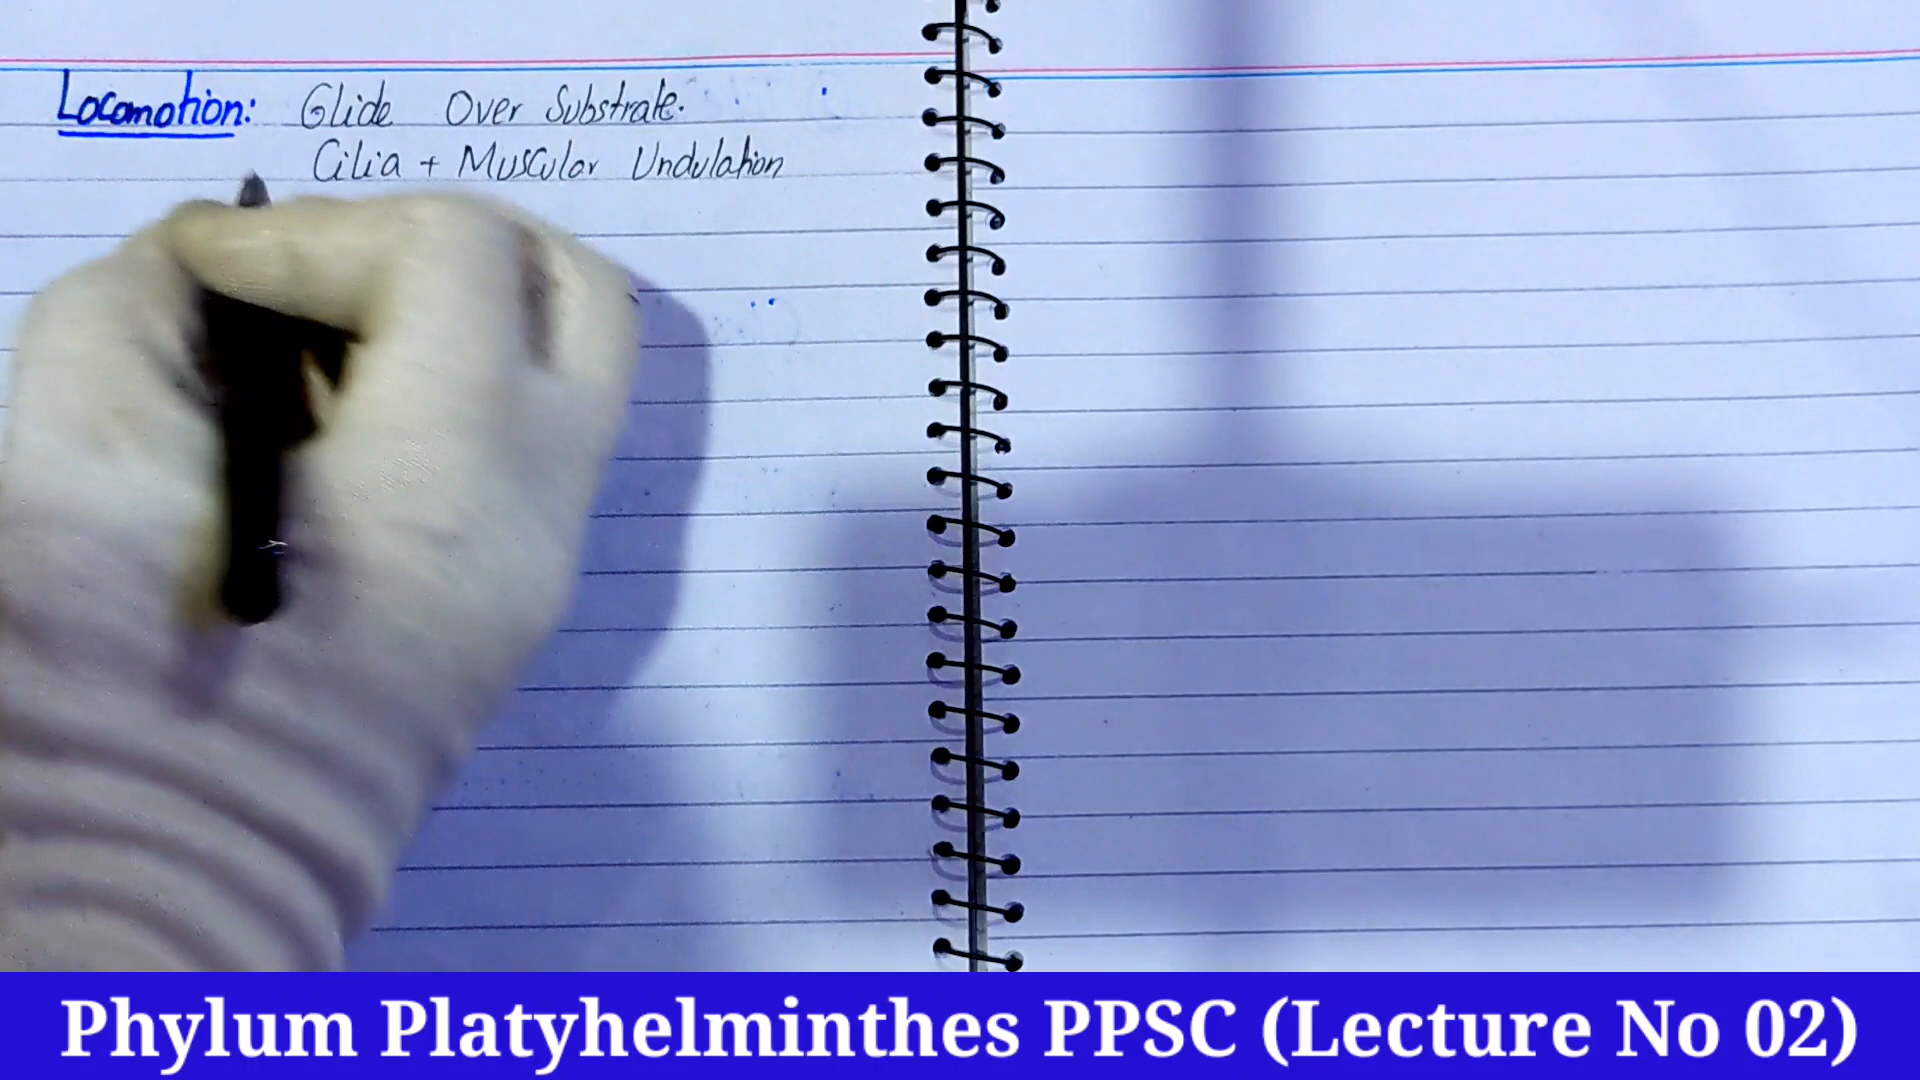 Locomotion: Glide Over Substrate.
Cilia + Muscular Undulation
Phylum Platyhelminthes PPSC (Lecture No 02)